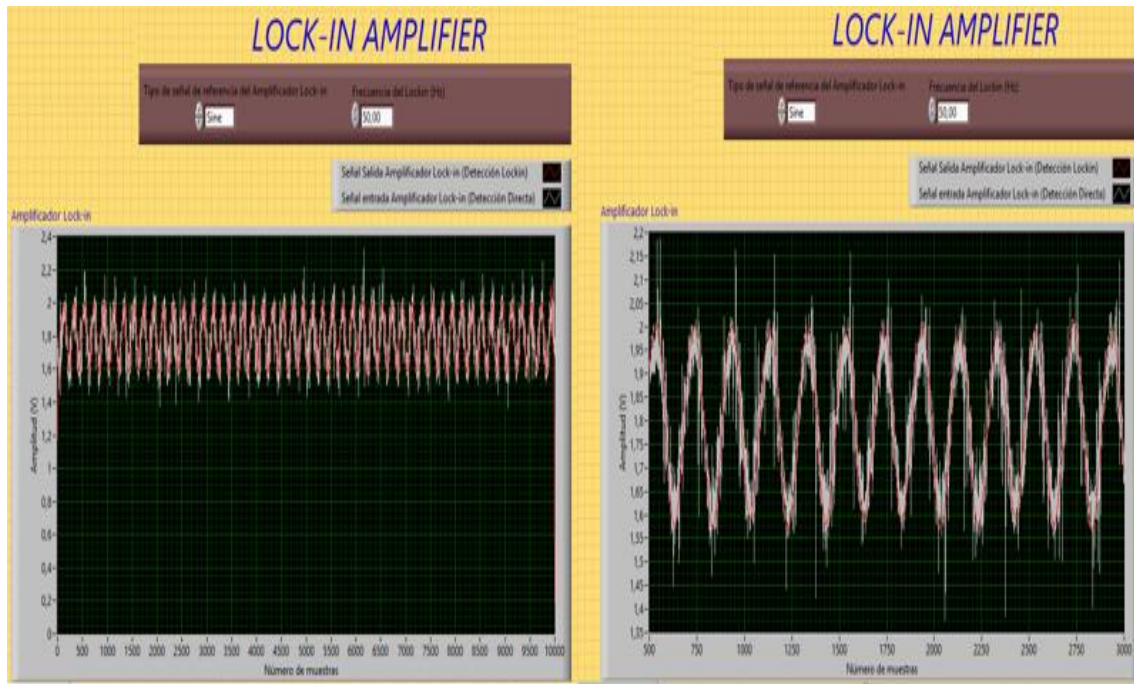 LOCK-IN AMPLIFIER
Tipo de señal de referencia del Amplificador Lock-in Frecuencia del Lockin (Hz)
Sine 50,00
Señal Salida Amplificador Lock-in (Detección Lockin)
Señal entrada Amplificador Lock-in (Detección Directa)
Amplificador Lock-in
2,4
2,2
2
1,8
1,6
1,4
1,2
1
0,8
0,6
0,4
0,2
0
Amplitud (V)
0 500 1000 1500 2000 2500 3000 3500 4000 4500 5000 5500 6000 6500 7000 7500 8000 8500 9000 9500 10000
Número de muestras
LOCK-IN AMPLIFIER
Tipo de señal de referencia del Amplificador Lock-in Frecuencia del Lockin (Hz)
Sine 50,00
Señal Salida Amplificador Lock-in (Detección Lockin)
Señal entrada Amplificador Lock-in (Detección Directa)
Amplificador Lock-in
2,2
2,15
2,1
2,05
2
1,95
1,9
1,85
1,8
1,75
1,7
1,65
1,6
1,55
1,5
1,45
1,4
1,35
Amplitud (V)
500 750 1000 1250 1500 1750 2000 2250 2500 2750 3000
Número de muestras